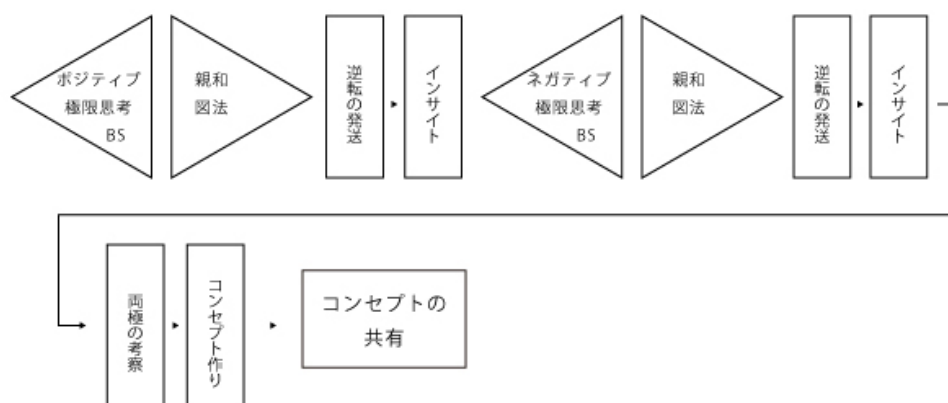 ポジティブ
極限思考
BS
親和
図法
逆転の発送
インサイト
ネガティブ
極限思考
BS
親和
図法
逆転の発送
インサイト
両極の考察
コンセプト作り
コンセプトの
共有